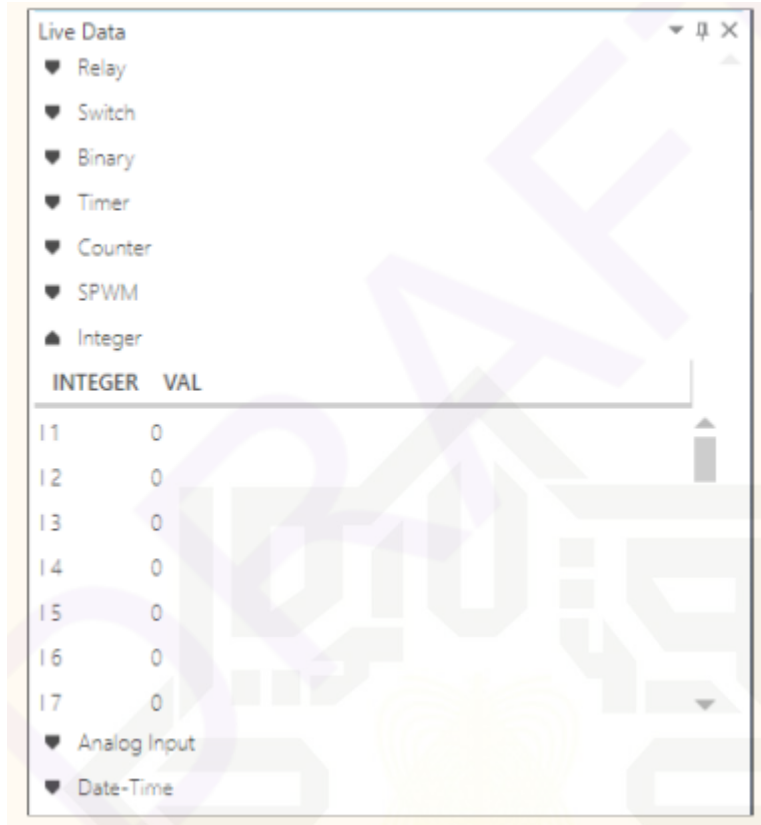 Live Data
Relay
Switch
Binary
Timer
Counter
SPWM
Integer
INTEGER VAL
I1 0
I2 0
I3 0
I4 0
I5 0
I6 0
I7 0
Analog Input
Date-Time
DRAFT